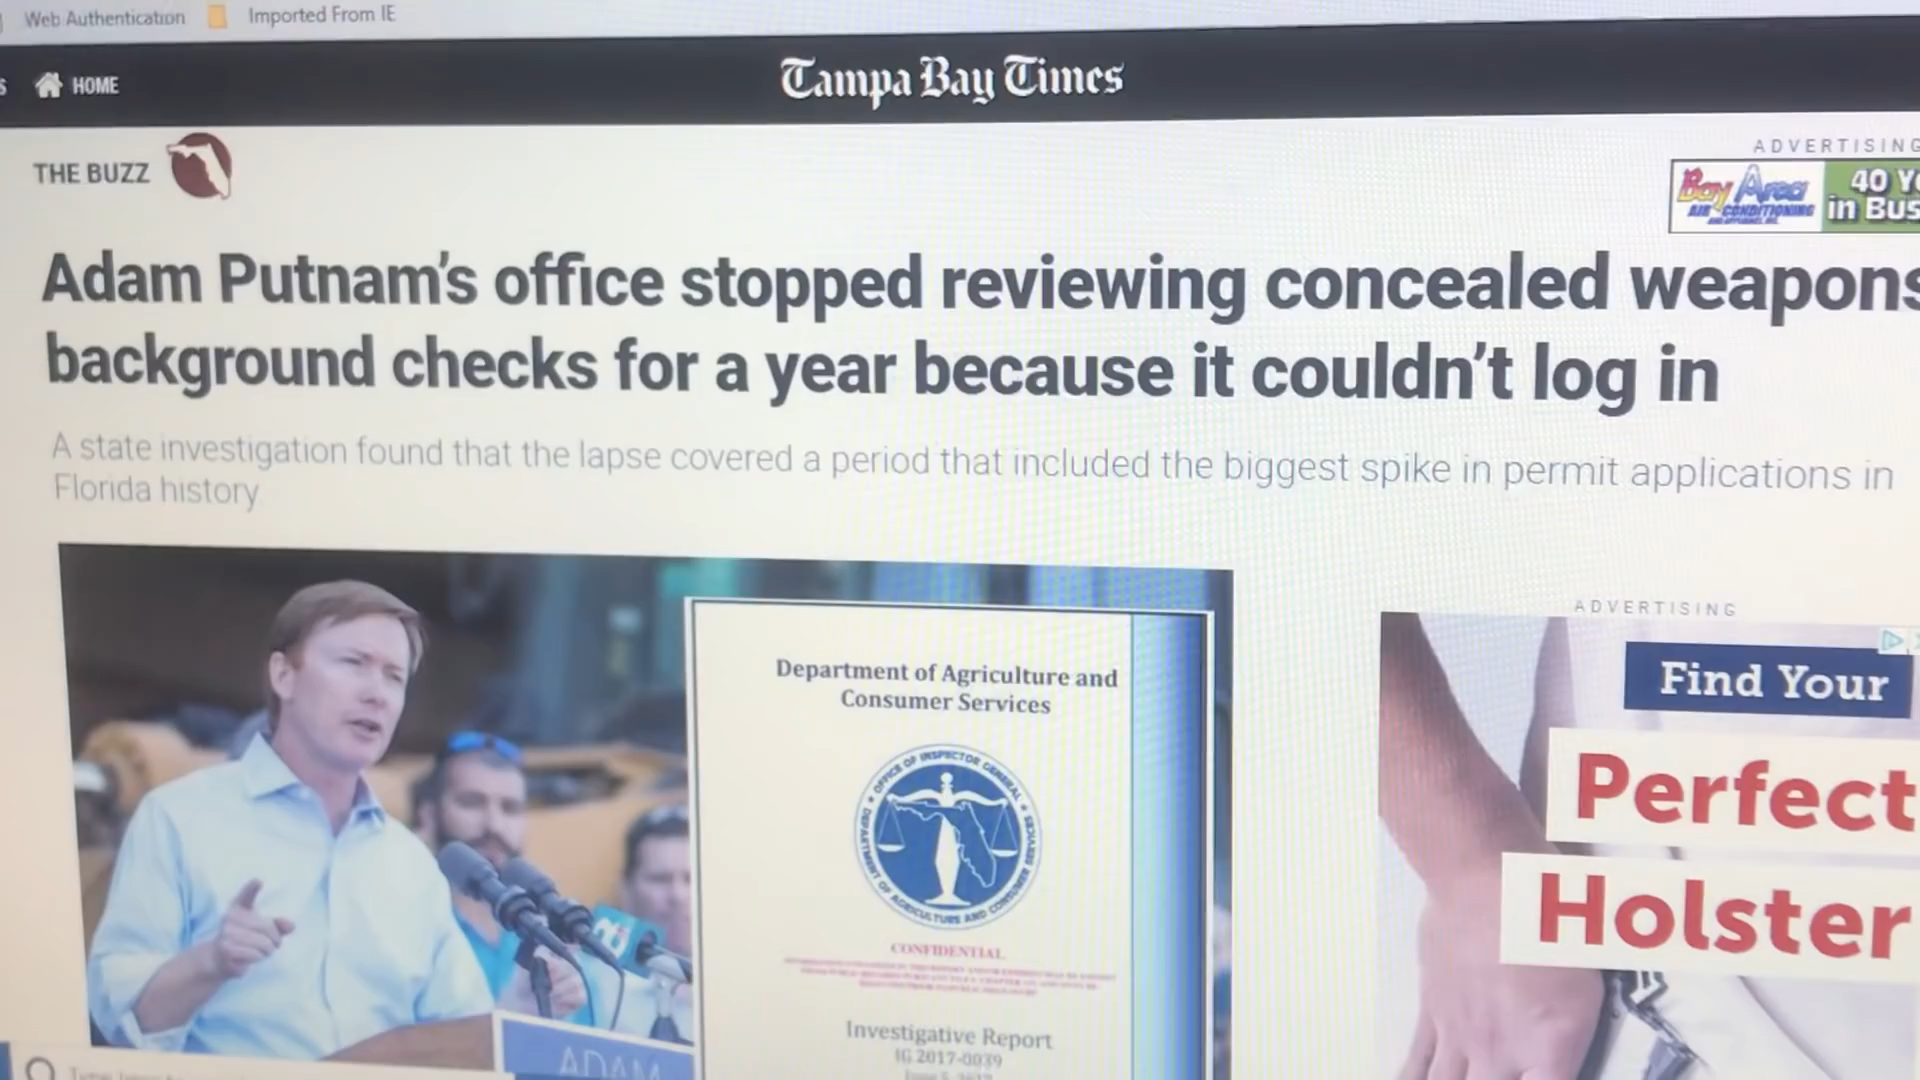 Web Authentication
Imported From IE
HOME
Tampa Bay Times
THE BUZZ
ADVERTISING
Bay Area
AIR CONDITIONING
40 Y
in Bus
Adam Putnam's office stopped reviewing concealed weapons
background checks for a year because it couldn't log in
A state investigation found that the lapse covered a period that included the biggest spike in permit applications in
Florida history
ADVERTISING
Find Your
Perfect
Holster
Department of Agriculture and
Consumer Services
OFFICE OF INSPECTOR GENERAL
DEPARTMENT OF AGRICULTURE AND CONSUMER SERVICES
CONFIDENTIAL
Investigative Report
IG 2017-0039
ADAM